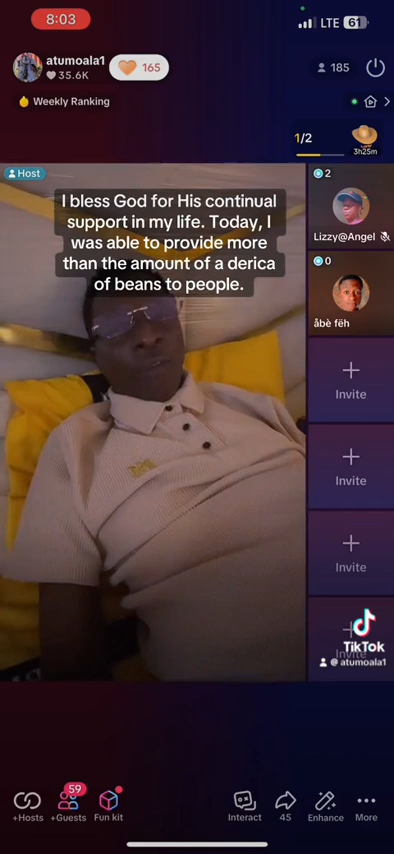 8:03
LTE 61
atumoala1
35.6K
165
185
Weekly Ranking
1/2
3h25m
Host
I bless God for His continual
support in my life. Today, I
was able to provide more
than the amount of a derica
of beans to people.
2
Lizzy@Angel
0
åbè fëh
Invite
Invite
Invite
Invite
TikTok
@atumoala1
59
+Hosts
+Guests
Fun kit
Interact
45
Enhance
More